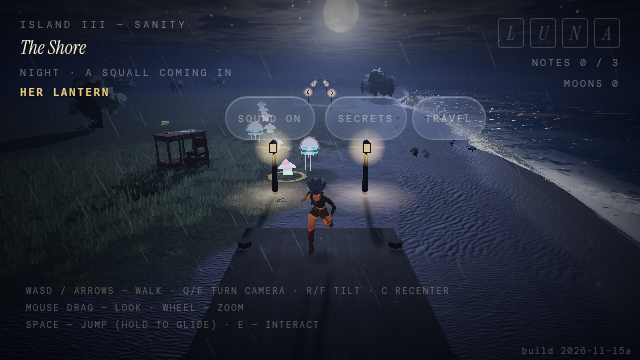 ISLAND III — SANITY
The Shore
NIGHT · A SQUALL COMING IN
HER LANTERN
L U N A
NOTES 0 / 3
MOONS 0
SOUND ON
SECRETS
TRAVEL
WASD / ARROWS — WALK · Q/E TURN CAMERA · R/F TILT · C RECENTER
MOUSE DRAG — LOOK · WHEEL — ZOOM
SPACE — JUMP (HOLD TO GLIDE) · E — INTERACT
build 2026-11-15a